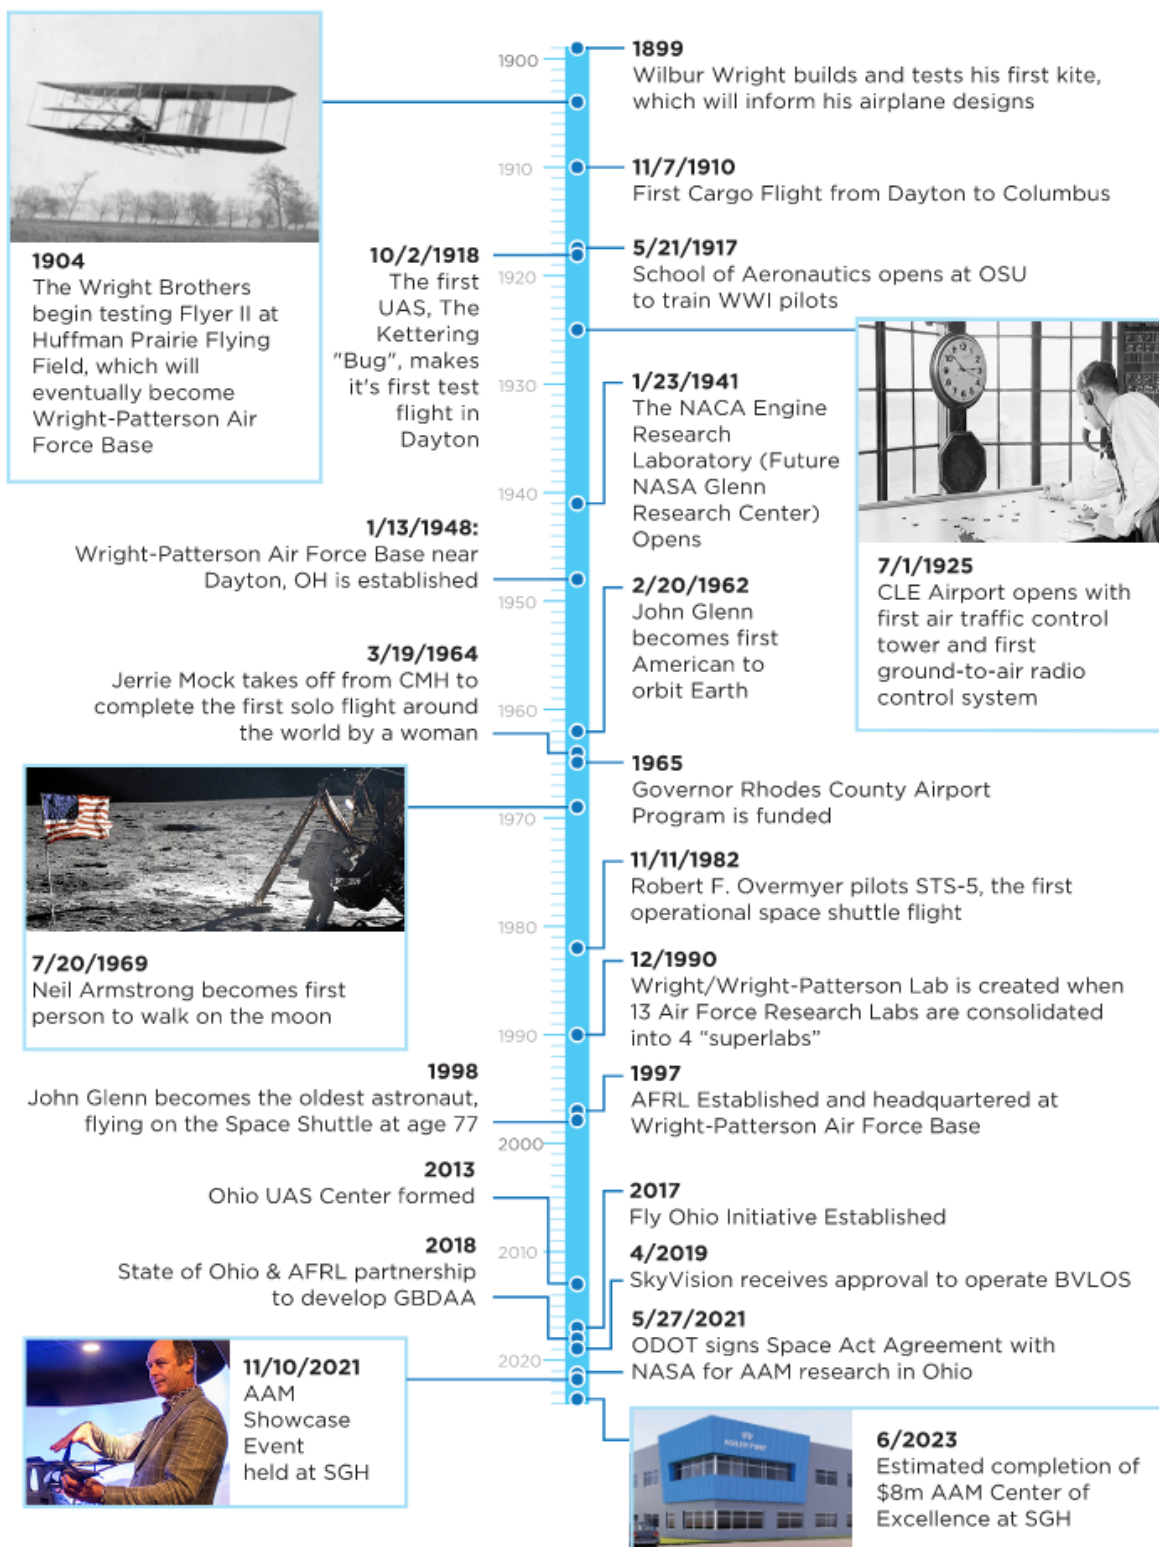 1900
1910
1920
1930
1940
1950
1960
1970
1980
1990
2000
2010
2020
1899
Wilbur Wright builds and tests his first kite,
which will inform his airplane designs
1904
The Wright Brothers
begin testing Flyer II at
Huffman Prairie Flying
Field, which will
eventually become
Wright-Patterson Air
Force Base
11/7/1910
First Cargo Flight from Dayton to Columbus
5/21/1917
School of Aeronautics opens at OSU
to train WWI pilots
10/2/1918
The first
UAS, The
Kettering
"Bug", makes
it's first test
flight in
Dayton
7/1/1925
CLE Airport opens with
first air traffic control
tower and first
ground-to-air radio
control system
1/23/1941
The NACA Engine
Research
Laboratory (Future
NASA Glenn
Research Center)
Opens
1/13/1948:
Wright-Patterson Air Force Base near
Dayton, OH is established
2/20/1962
John Glenn
becomes first
American to
orbit Earth
3/19/1964
Jerrie Mock takes off from CMH to
complete the first solo flight around
the world by a woman
1965
Governor Rhodes County Airport
Program is funded
7/20/1969
Neil Armstrong becomes first
person to walk on the moon
11/11/1982
Robert F. Overmyer pilots STS-5, the first
operational space shuttle flight
12/1990
Wright/Wright-Patterson Lab is created when
13 Air Force Research Labs are consolidated
into 4 “superlabs”
1997
AFRL Established and headquartered at
Wright-Patterson Air Force Base
1998
John Glenn becomes the oldest astronaut,
flying on the Space Shuttle at age 77
2013
Ohio UAS Center formed
2017
Fly Ohio Initiative Established
2018
State of Ohio & AFRL partnership
to develop GBDAA
4/2019
SkyVision receives approval to operate BVLOS
5/27/2021
ODOT signs Space Act Agreement with
NASA for AAM research in Ohio
11/10/2021
AAM
Showcase
Event
held at SGH
6/2023
Estimated completion of
$8m AAM Center of
Excellence at SGH